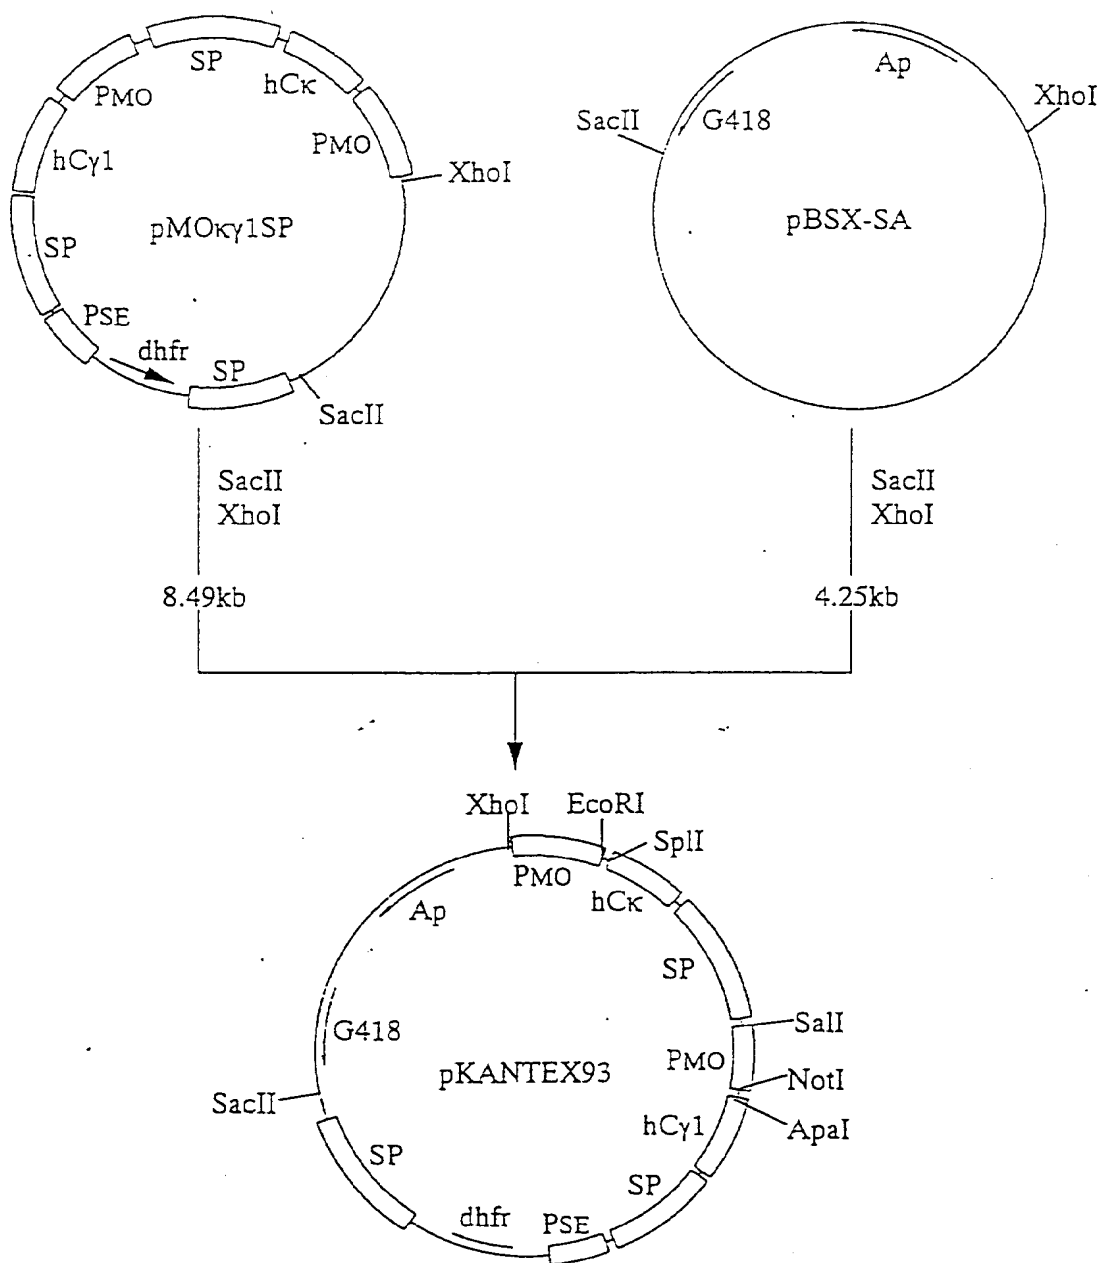 SP
hCκ
PMO
XhoI
PMO
hCγ1
pMOκγ1SP
SP
PSE
dhfr
SP
SacII
Ap
XhoI
SacII
G418
pBSX-SA
SacII
XhoI
8.49kb
SacII
XhoI
4.25kb
XhoI
EcoRI
SplI
PMO
hCκ
Ap
SP
G418
SalI
PMO
pKANTEX93
NotI
SacII
hCγ1
ApaI
SP
SP
dhfr
PSE